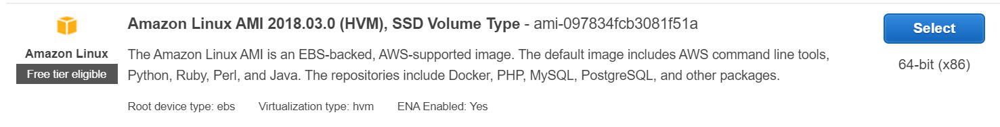 Amazon Linux AMI 2018.03.0 (HVM), SSD Volume Type - ami-097834fcb3081f51a
Select
Amazon Linux
Free tier eligible
The Amazon Linux AMI is an EBS-backed, AWS-supported image. The default image includes AWS command line tools,
Python, Ruby, Perl, and Java. The repositories include Docker, PHP, MySQL, PostgreSQL, and other packages.
64-bit (x86)
Root device type: ebs Virtualization type: hvm ENA Enabled: Yes